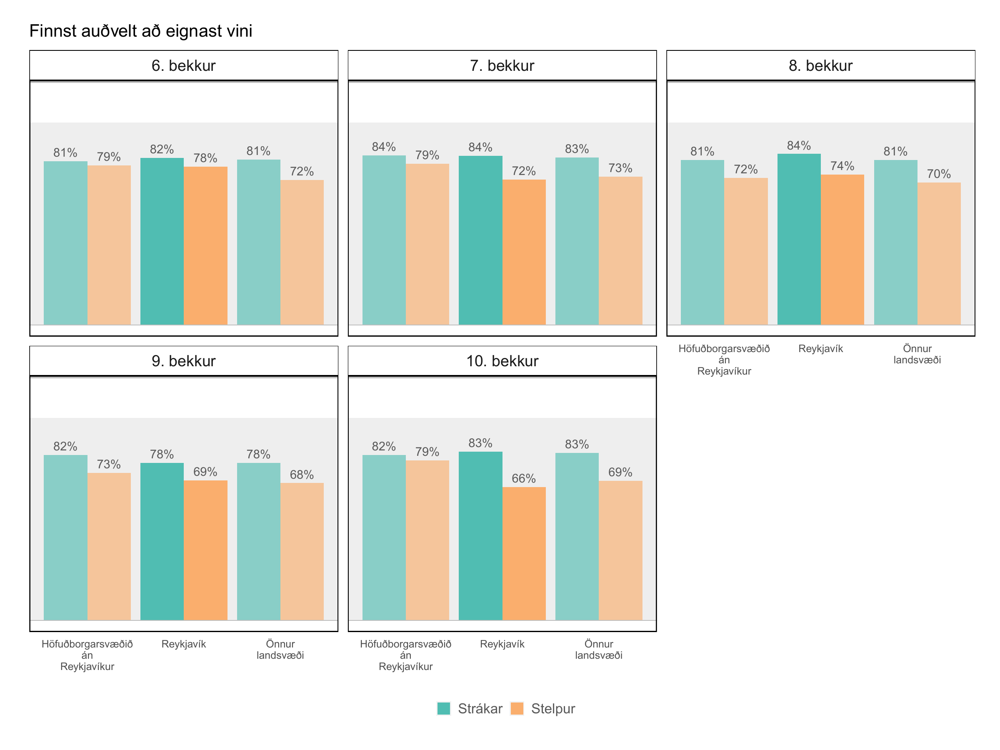 Finnst auðvelt að eignast vini
6. bekkur
81% 79% 82% 78% 81% 72%
7. bekkur
84% 79% 84% 72% 83% 73%
8. bekkur
81% 72% 84% 74% 81% 70%
Höfuðborgarsvæðið
án
Reykjavíkur
Reykjavík
Önnur
landsvæði
9. bekkur
82% 73% 78% 69% 78% 68%
Höfuðborgarsvæðið
án
Reykjavíkur
Reykjavík
Önnur
landsvæði
10. bekkur
82% 79% 83% 66% 83% 69%
Höfuðborgarsvæðið
án
Reykjavíkur
Reykjavík
Önnur
landsvæði
Strákar Stelpur